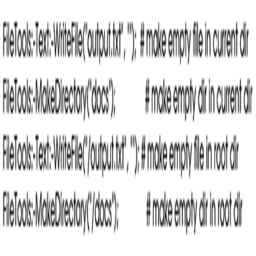 FileTools:-Text:-WriteFile("output.txt", ""); # make empty file in current dir
FileTools:-MakeDirectory("docs"); # make empty dir in current dir
FileTools:-Text:-WriteFile("/output.txt", ""); # make empty file in root dir
FileTools:-MakeDirectory("/docs"); # make empty dir in root dir